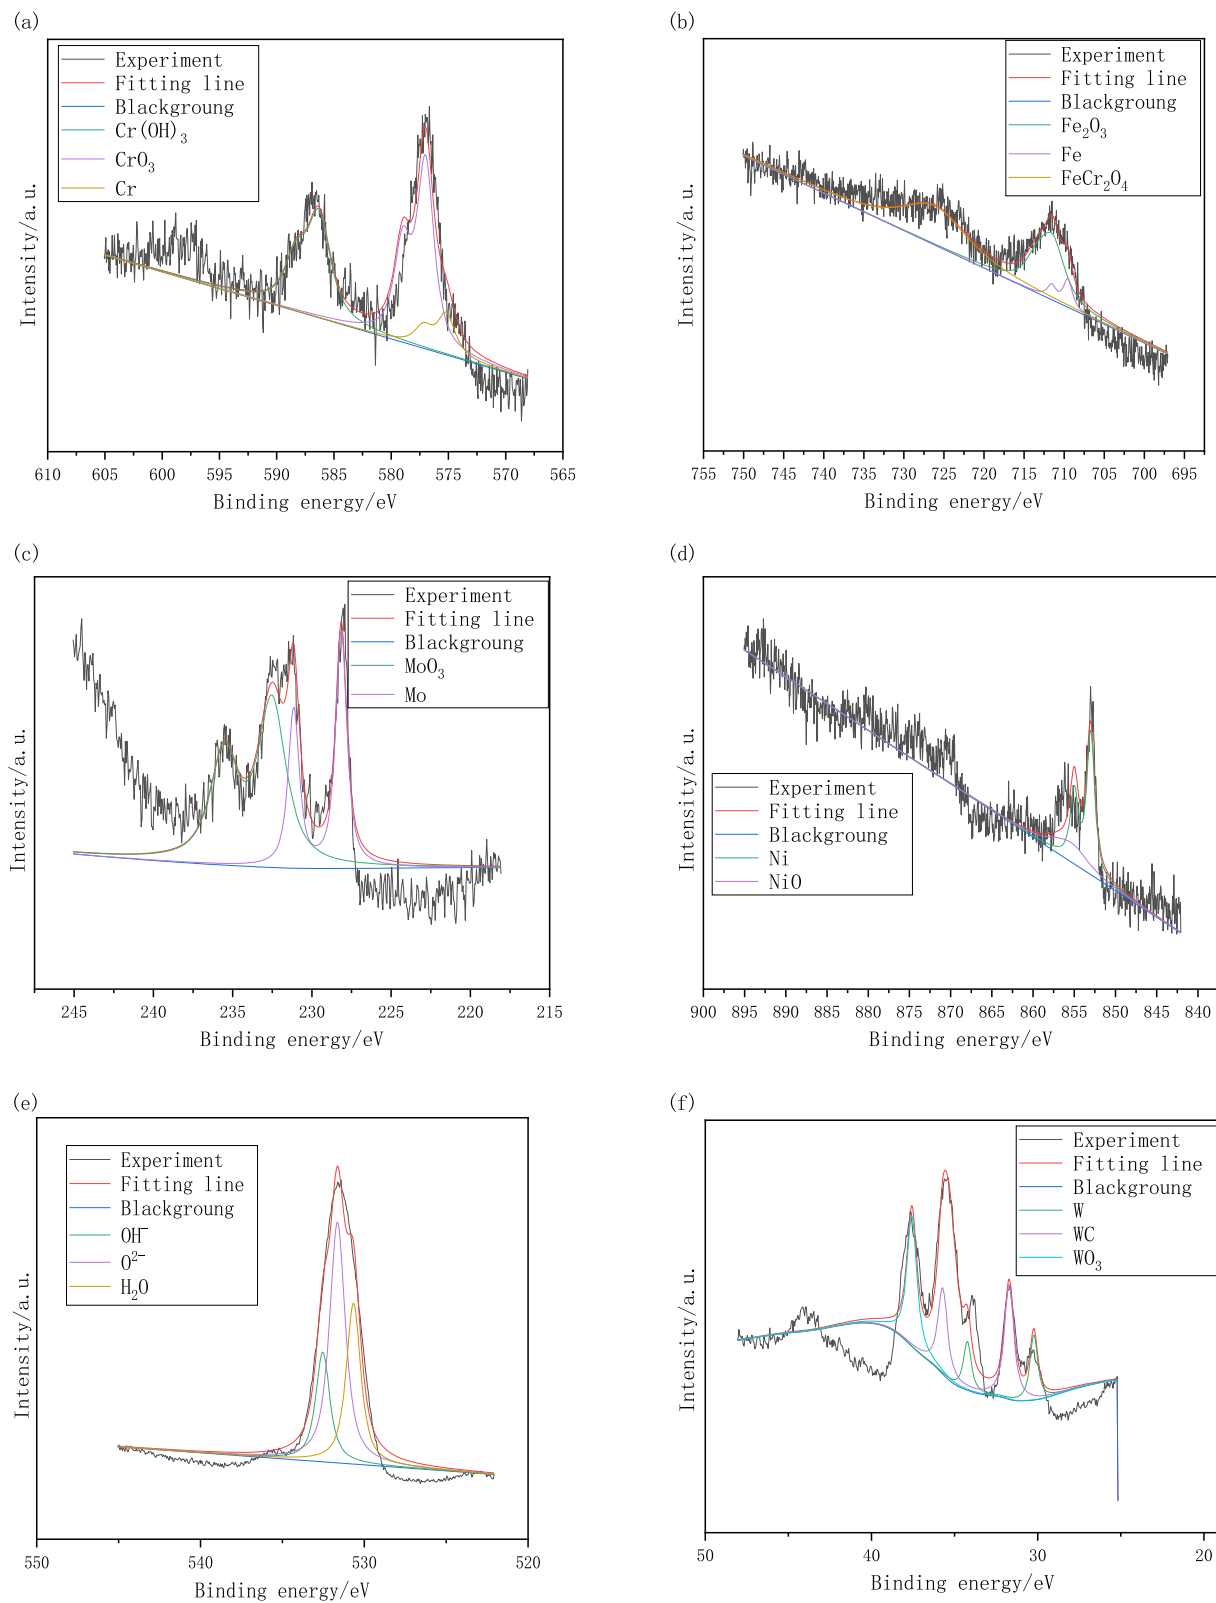 (a)
Experiment
Fitting line
Blackgroung
Cr(OH)₃
CrO₃
Cr
Intensity/a.u.
610 605 600 595 590 585 580 575 570 565
Binding energy/eV
(b)
Experiment
Fitting line
Blackgroung
Fe₂O₃
Fe
FeCr₂O₄
Intensity/a.u.
755 750 745 740 735 730 725 720 715 710 705 700 695
Binding energy/eV
(c)
Experiment
Fitting line
Blackgroung
MoO₃
Mo
Intensity/a.u.
245 240 235 230 225 220 215
Binding energy/eV
(d)
Experiment
Fitting line
Blackgroung
Ni
NiO
Intensity/a.u.
900 895 890 885 880 875 870 865 860 855 850 845 840
Binding energy/eV
(e)
Experiment
Fitting line
Blackgroung
OH⁻
O²⁻
H₂O
Intensity/a.u.
550 540 530 520
Binding energy/eV
(f)
Experiment
Fitting line
Blackgroung
W
WC
WO₃
Intensity/a.u.
50 40 30 20
Binding energy/eV